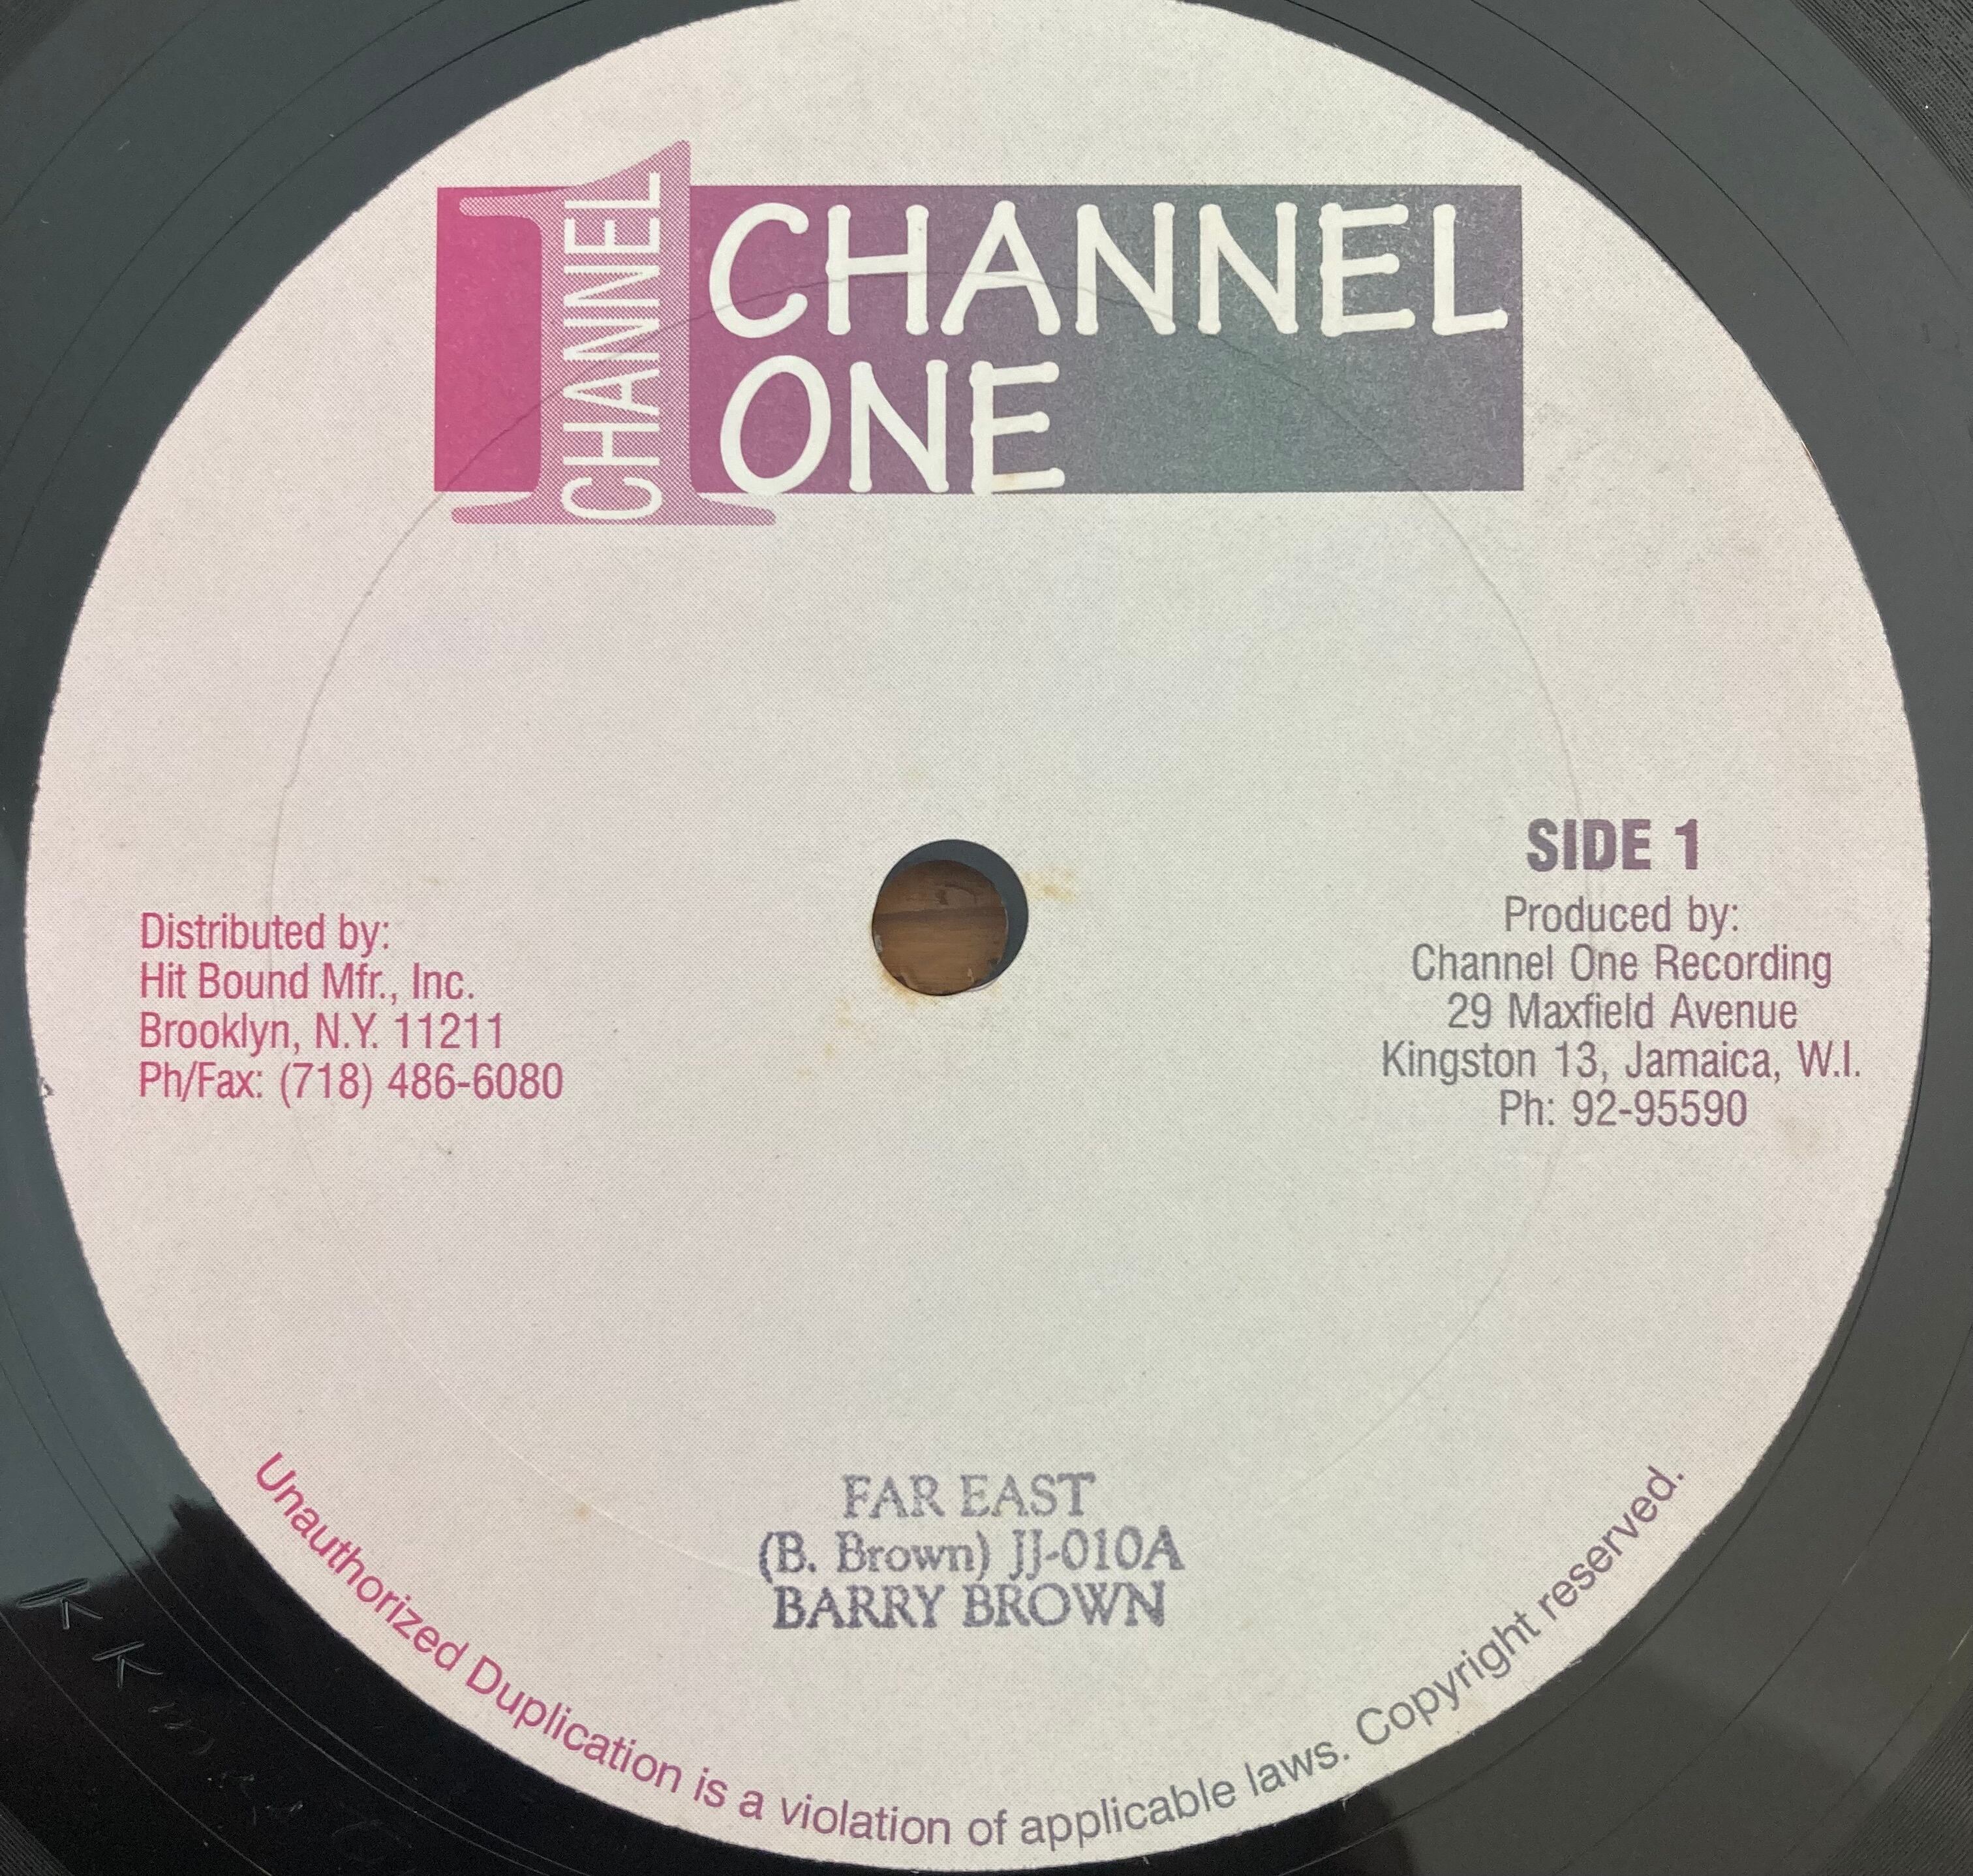 CHANNEL
CHANNEL
ONE
SIDE 1
Produced by:
Channel One Recording
29 Maxfield Avenue
Kingston 13, Jamaica, W.I.
Ph: 92-95590
Distributed by:
Hit Bound Mfr., Inc.
Brooklyn, N.Y. 11211
Ph/Fax: (718) 486-6080
FAR EAST
(B. Brown) JJ-010A
BARRY BROWN
Unauthorized Duplication is a violation of applicable laws. Copyright reserved.